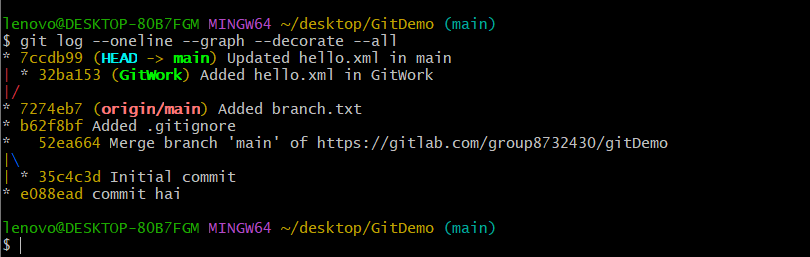 lenovo@DESKTOP-80B7FGM MINGW64 ~/desktop/GitDemo (main)
$ git log --oneline --graph --decorate --all
* 7ccdb99 (HEAD -> main) Updated hello.xml in main
| * 32ba153 (GitWork) Added hello.xml in GitWork
|/
* 7274eb7 (origin/main) Added branch.txt
* b62f8bf Added .gitignore
*   52ea664 Merge branch 'main' of https://gitlab.com/group8732430/gitDemo
|\
| * 35c4c3d Initial commit
* e088ead commit hai
lenovo@DESKTOP-80B7FGM MINGW64 ~/desktop/GitDemo (main)
$